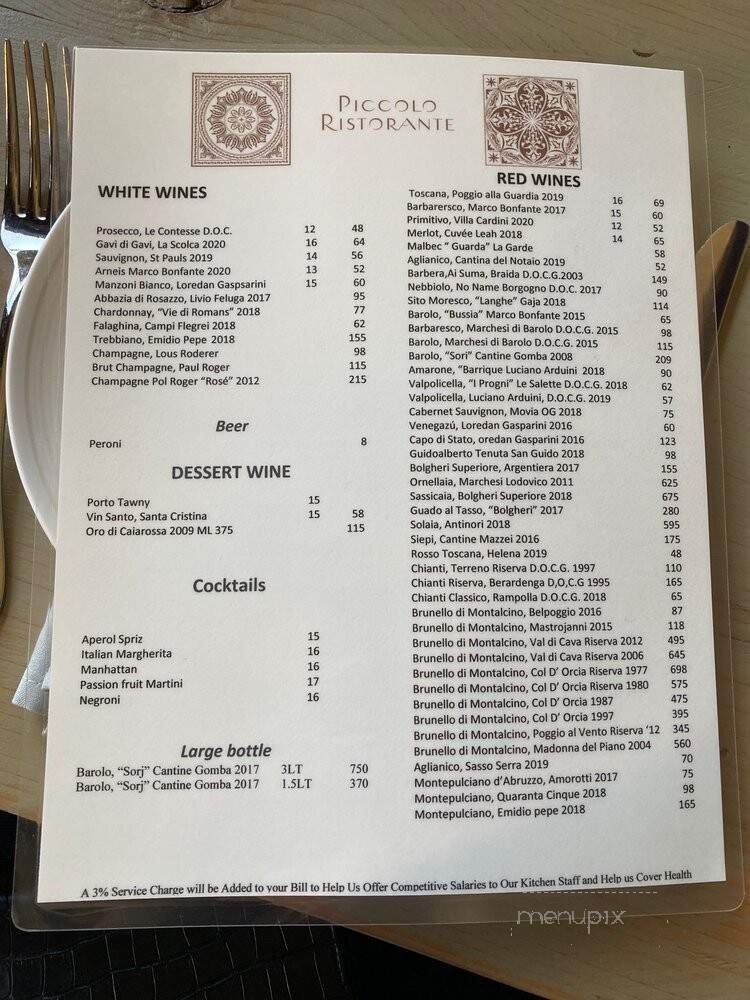 PICCOLO
RISTORANTE
WHITE WINES
Prosecco, Le Contesse D.O.C. 12 48
Gavi di Gavi, La Scolca 2020 16 64
Sauvignon, St Pauls 2019 14 56
Arneis Marco Bonfante 2020 13 52
Manzoni Bianco, Loredan Gaspsarini 15 60
Abbazia di Rosazzo, Livio Feluga 2017 95
Chardonnay, “Vie di Romans” 2018 77
Falaghina, Campi Flegrei 2018 62
Trebbiano, Emidio Pepe 2018 155
Champagne, Lous Roderer 98
Brut Champagne, Paul Roger 115
Champagne Pol Roger “Rosé” 2012 215
Beer
Peroni 8
DESSERT WINE
Porto Tawny 15
Vin Santo, Santa Cristina 15 58
Oro di Caiarossa 2009 ML 375 115
Cocktails
Aperol Spriz 15
Italian Margherita 16
Manhattan 16
Passion fruit Martini 17
Negroni 16
Large bottle
Barolo, “Sorj” Cantine Gomba 2017 3LT 750
Barolo, “Sorj” Cantine Gomba 2017 1.5LT 370
RED WINES
Toscana, Poggio alla Guardia 2019 16 69
Barbarersco, Marco Bonfante 2017 15 60
Primitivo, Villa Cardini 2020 12 52
Merlot, Cuvée Leah 2018 14 65
Malbec “ Guarda” La Garde 58
Aglianico, Cantina del Notaio 2019 52
Barbera,Ai Suma, Braida D.O.C.G.2003 149
Nebbiolo, No Name Borgogno D.O.C. 2017 90
Sito Moresco, “Langhe” Gaja 2018 114
Barolo, “Bussia” Marco Bonfante 2015 65
Barbaresco, Marchesi di Barolo D.O.C.G. 2015 98
Barolo, Marchesi di Barolo D.O.C.G. 2015 115
Barolo, “Sori” Cantine Gomba 2008 209
Amarone, “Barrique Luciano Arduini 2018 90
Valpolicella, “I Progni” Le Salette D.O.C.G. 2018 62
Valpolicella, Luciano Arduini, D.O.C.G. 2019 57
Cabernet Sauvignon, Movia OG 2018 75
Venegazú, Loredan Gasparini 2016 60
Capo di Stato, oredan Gasparini 2016 123
Guidoalberto Tenuta San Guido 2018 98
Bolgheri Superiore, Argentiera 2017 155
Ornellaia, Marchesi Lodovico 2011 625
Sassicaia, Bolgheri Superiore 2018 675
Guado al Tasso, “Bolgheri” 2017 280
Solaia, Antinori 2018 595
Siepi, Cantine Mazzei 2016 175
Rosso Toscana, Helena 2019 48
Chianti, Terreno Riserva D.O.C.G. 1997 110
Chianti Riserva, Berardenga D,O,C.G 1995 165
Chianti Classico, Rampolla D.O.C.G. 2018 65
Brunello di Montalcino, Belpoggio 2016 87
Brunello di Montalcino, Mastrojanni 2015 118
Brunello di Montalcino, Val di Cava Riserva 2012 495
Brunello di Montalcino, Val di Cava Riserva 2006 645
Brunello di Montalcino, Col D’ Orcia Riserva 1977 698
Brunello di Montalcino, Col D’ Orcia Riserva 1980 575
Brunello di Montalcino, Col D’ Orcia 1987 475
Brunello di Montalcino, Col D’ Orcia 1997 395
Brunello di Montalcino, Poggio al Vento Riserva ‘12 345
Brunello di Montalcino, Madonna del Piano 2004 560
Aglianico, Sasso Serra 2019 70
Montepulciano d’Abruzzo, Amorotti 2017 75
Montepulciano, Quaranta Cinque 2018 98
Montepulciano, Emidio pepe 2018 165
A 3% Service Charge will be Added to your Bill to Help Us Offer Competitive Salaries to Our Kitchen Staff and Help us Cover Health
menupix